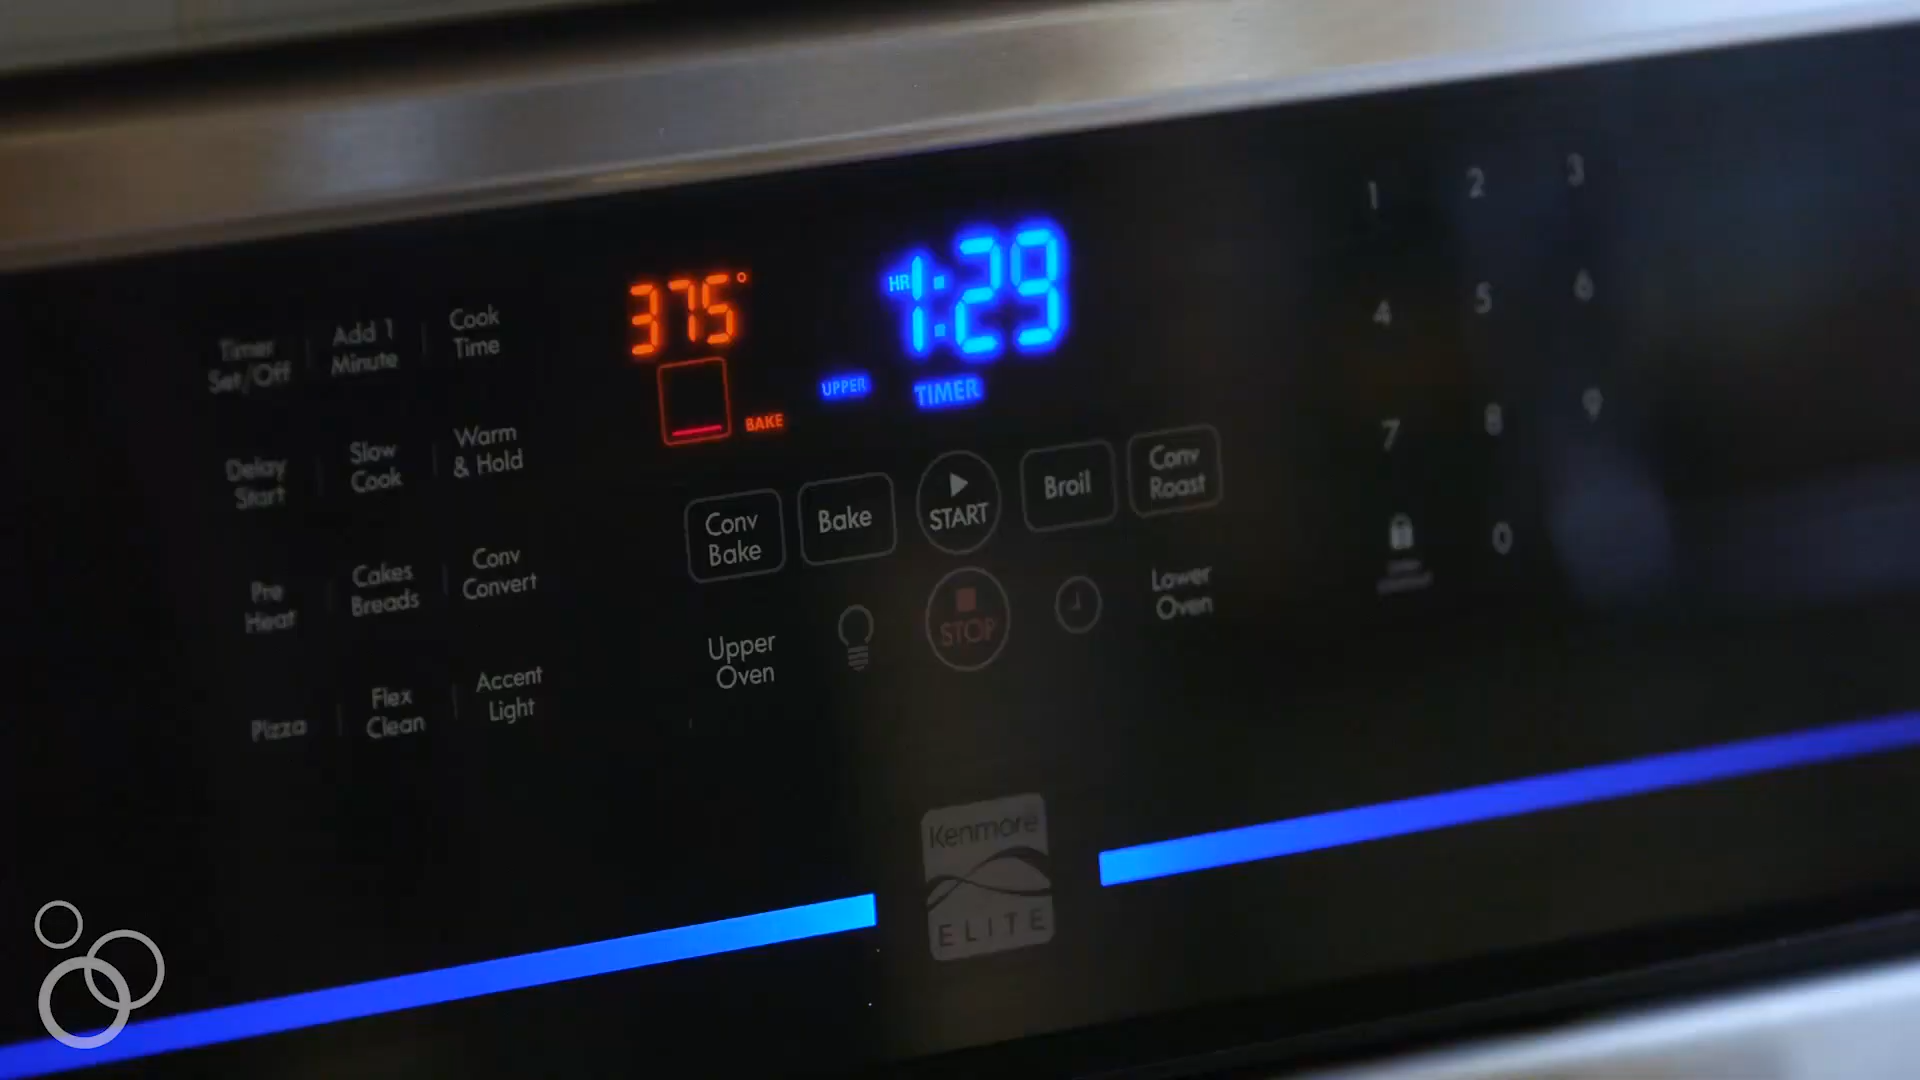 375°
HR 1:29
BAKE
UPPER
TIMER
Timer
Set/Off
Add 1
Minute
Cook
Time
Delay
Start
Slow
Cook
Warm
& Hold
Pre
Heat
Cakes
Breads
Conv
Convert
Pizza
Flex
Clean
Accent
Light
Conv
Bake
Bake
START
Broil
Conv
Roast
Upper
Oven
STOP
Lower
Oven
1 2 3
4 5 6
7 8 9
0
Kenmore
ELITE